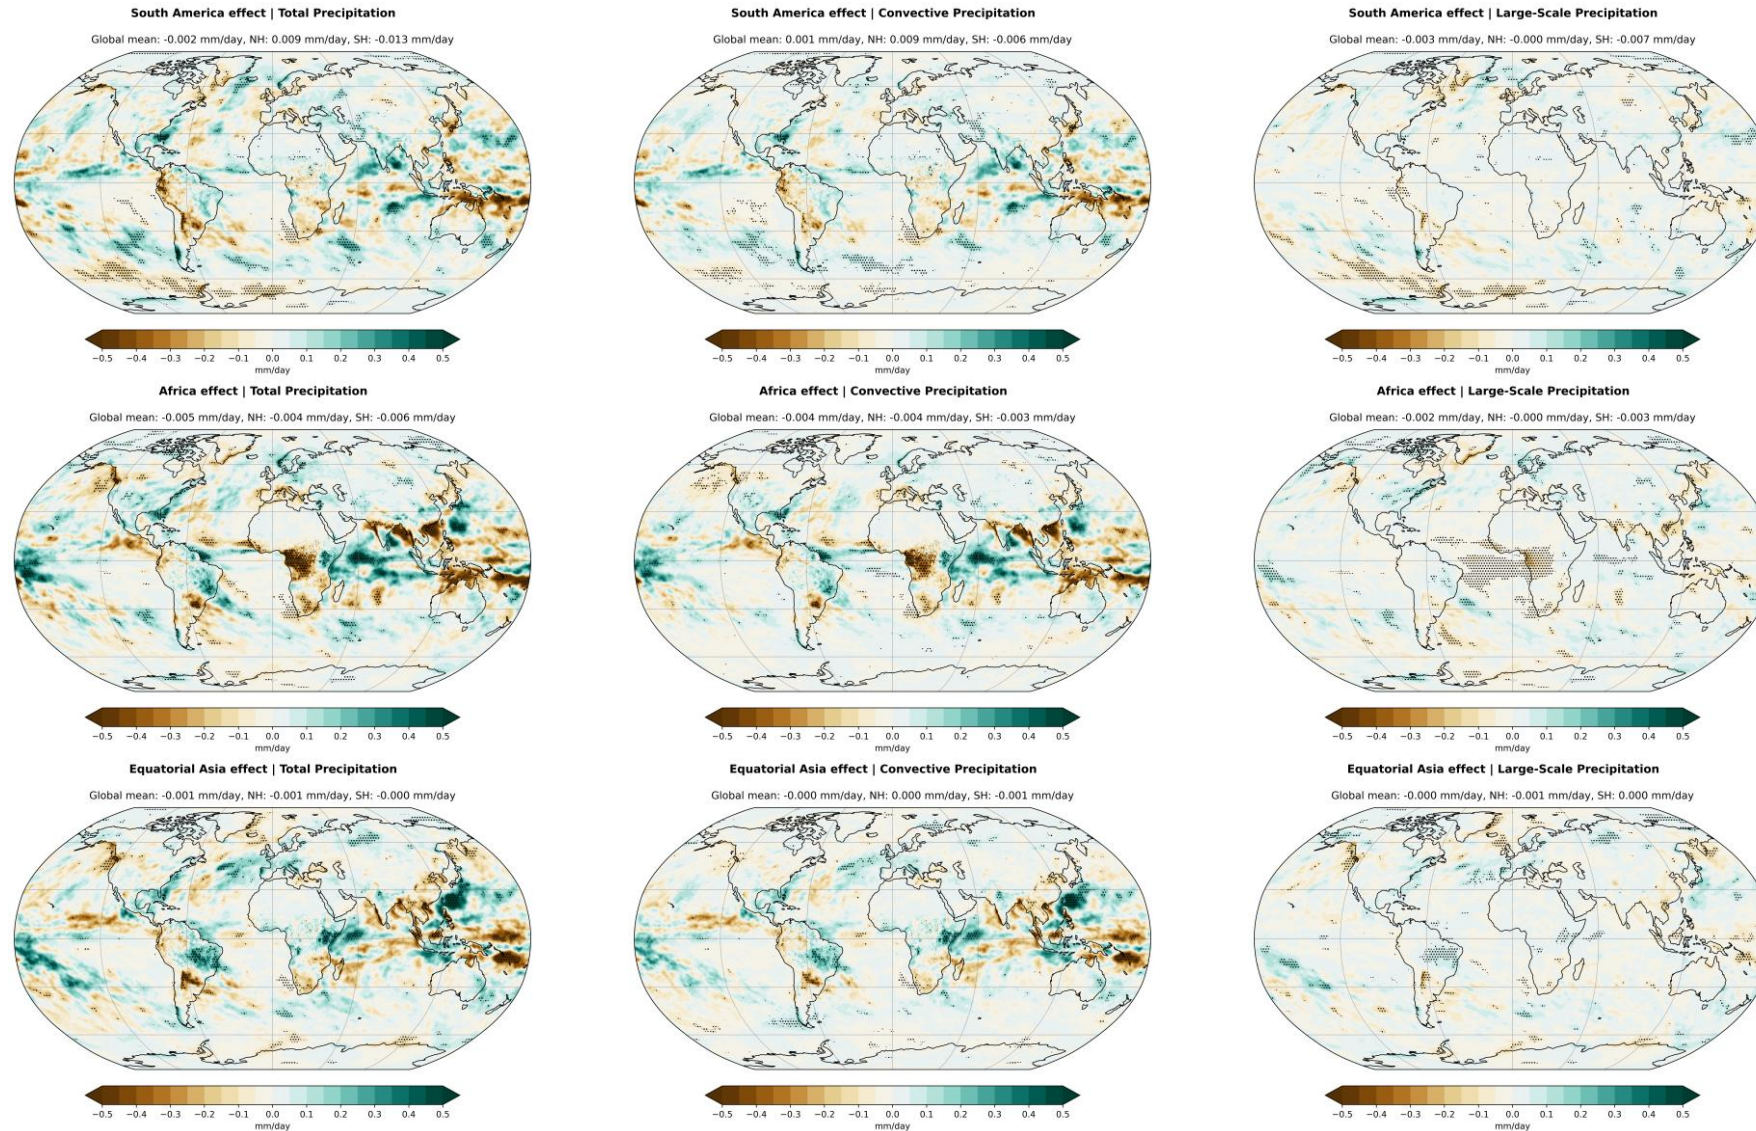 South America effect | Total Precipitation
Global mean: -0.002 mm/day, NH: 0.009 mm/day, SH: -0.013 mm/day
−0.5 −0.4 −0.3 −0.2 −0.1 0.0 0.1 0.2 0.3 0.4 0.5
mm/day
South America effect | Convective Precipitation
Global mean: 0.001 mm/day, NH: 0.009 mm/day, SH: -0.006 mm/day
−0.5 −0.4 −0.3 −0.2 −0.1 0.0 0.1 0.2 0.3 0.4 0.5
mm/day
South America effect | Large-Scale Precipitation
Global mean: -0.003 mm/day, NH: -0.000 mm/day, SH: -0.007 mm/day
−0.5 −0.4 −0.3 −0.2 −0.1 0.0 0.1 0.2 0.3 0.4 0.5
mm/day
Africa effect | Total Precipitation
Global mean: -0.005 mm/day, NH: -0.004 mm/day, SH: -0.006 mm/day
−0.5 −0.4 −0.3 −0.2 −0.1 0.0 0.1 0.2 0.3 0.4 0.5
mm/day
Africa effect | Convective Precipitation
Global mean: -0.004 mm/day, NH: -0.004 mm/day, SH: -0.003 mm/day
−0.5 −0.4 −0.3 −0.2 −0.1 0.0 0.1 0.2 0.3 0.4 0.5
mm/day
Africa effect | Large-Scale Precipitation
Global mean: -0.002 mm/day, NH: -0.000 mm/day, SH: -0.003 mm/day
−0.5 −0.4 −0.3 −0.2 −0.1 0.0 0.1 0.2 0.3 0.4 0.5
mm/day
Equatorial Asia effect | Total Precipitation
Global mean: -0.001 mm/day, NH: -0.001 mm/day, SH: -0.000 mm/day
−0.5 −0.4 −0.3 −0.2 −0.1 0.0 0.1 0.2 0.3 0.4 0.5
mm/day
Equatorial Asia effect | Convective Precipitation
Global mean: -0.000 mm/day, NH: 0.000 mm/day, SH: -0.001 mm/day
−0.5 −0.4 −0.3 −0.2 −0.1 0.0 0.1 0.2 0.3 0.4 0.5
mm/day
Equatorial Asia effect | Large-Scale Precipitation
Global mean: -0.000 mm/day, NH: -0.001 mm/day, SH: 0.000 mm/day
−0.5 −0.4 −0.3 −0.2 −0.1 0.0 0.1 0.2 0.3 0.4 0.5
mm/day